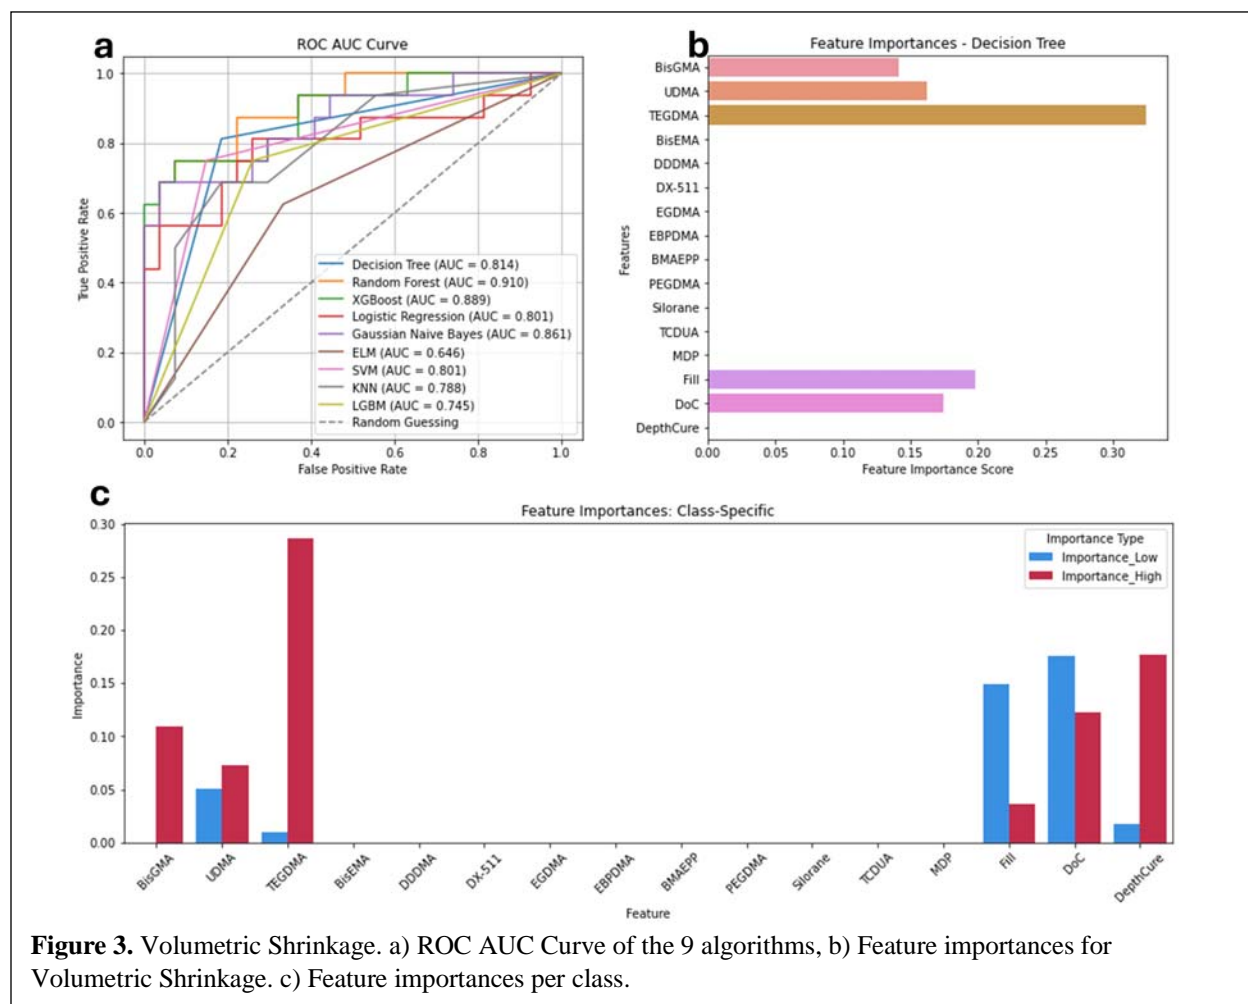 a
ROC AUC Curve
True Positive Rate
1.0
0.8
0.6
0.4
0.2
0.0
Decision Tree (AUC = 0.814)
Random Forest (AUC = 0.910)
XGBoost (AUC = 0.889)
Logistic Regression (AUC = 0.801)
Gaussian Naive Bayes (AUC = 0.861)
ELM (AUC = 0.646)
SVM (AUC = 0.801)
KNN (AUC = 0.788)
LGBM (AUC = 0.745)
Random Guessing
0.0 0.2 0.4 0.6 0.8 1.0
False Positive Rate
b
Feature Importances - Decision Tree
Features
BisGMA
UDMA
TEGDMA
BisEMA
DDDMA
DX-511
EGDMA
EBPDMA
BMAEPP
PEGDMA
Silorane
TCDUA
MDP
Fill
DoC
DepthCure
0.00 0.05 0.10 0.15 0.20 0.25 0.30
Feature Importance Score
c
Feature Importances: Class-Specific
Importance
0.30
0.25
0.20
0.15
0.10
0.05
0.00
Importance Type
Importance_Low
Importance_High
BisGMA UDMA TEGDMA BisEMA DDDMA DX-511 EGDMA EBPDMA BMAEPP PEGDMA Silorane TCDUA MDP Fill DoC DepthCure
Feature
Figure 3. Volumetric Shrinkage. a) ROC AUC Curve of the 9 algorithms, b) Feature importances for
Volumetric Shrinkage. c) Feature importances per class.